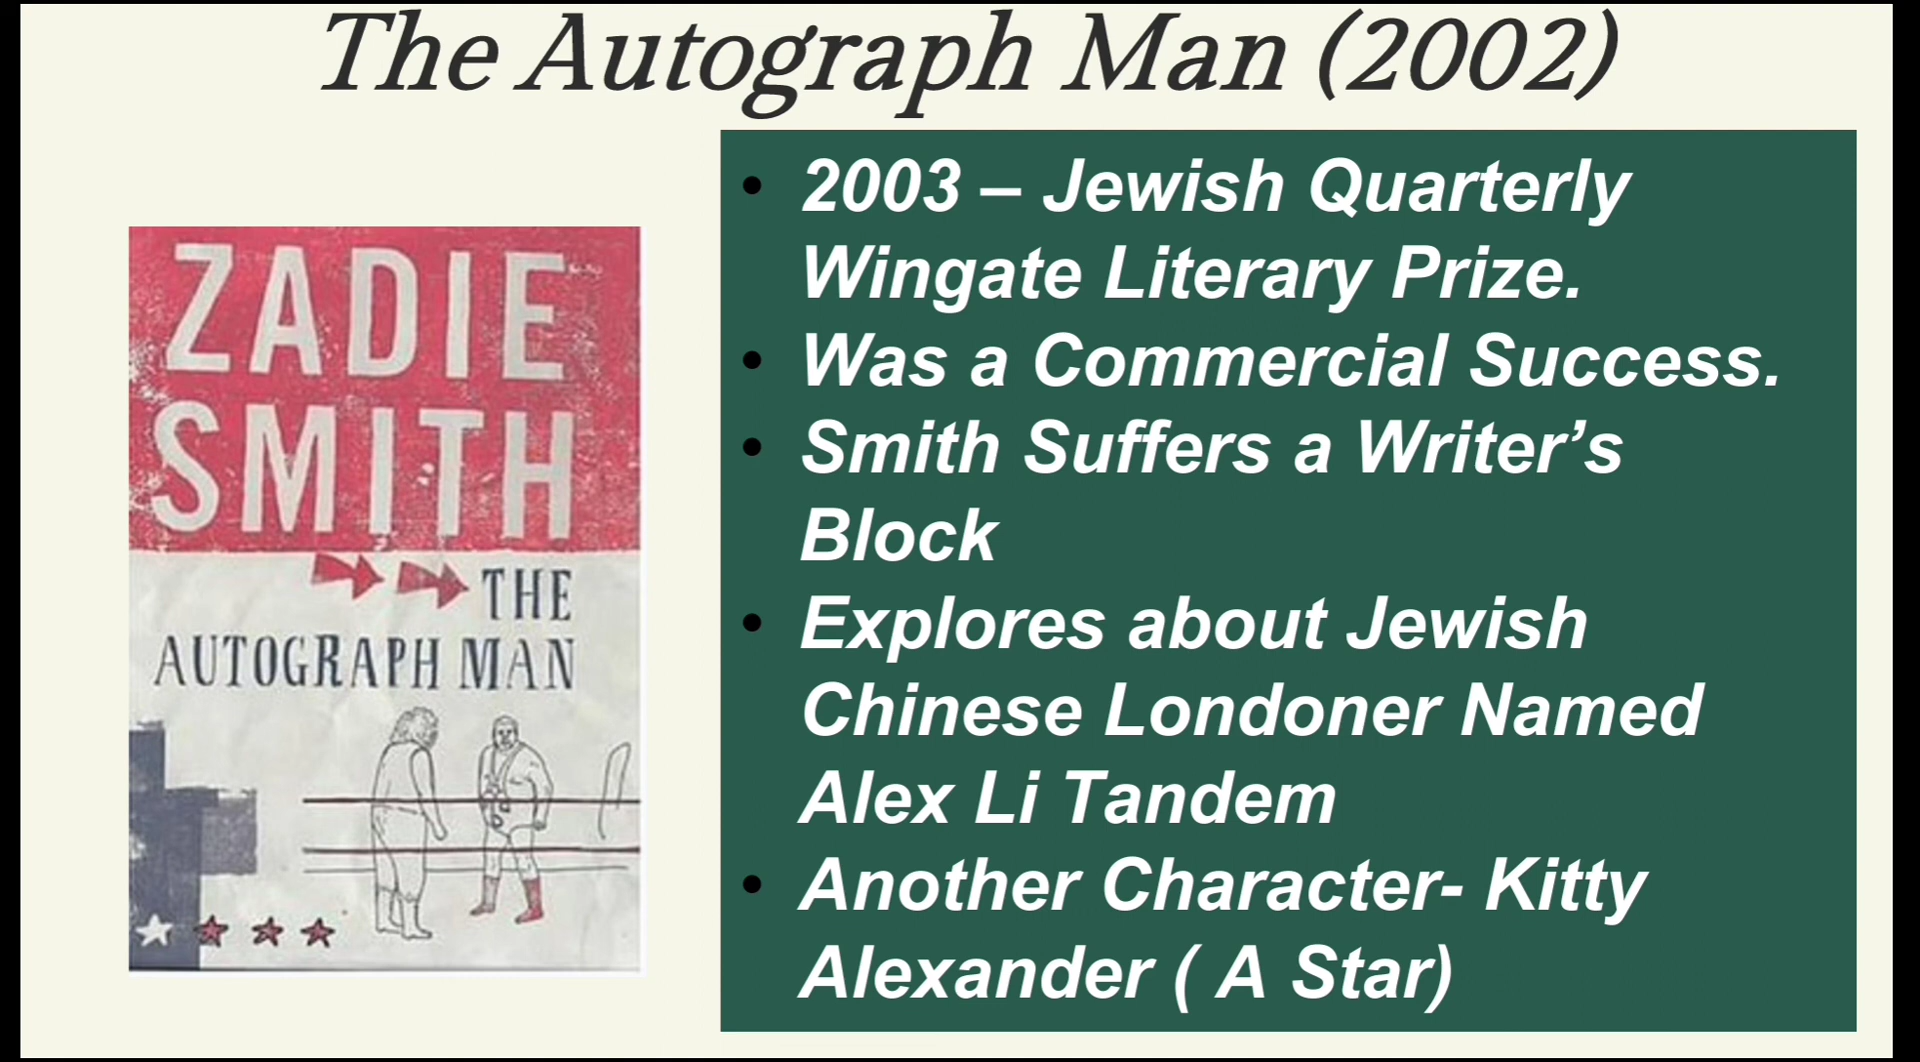 The Autograph Man (2002)
ZADIE
SMITH
THE
AUTOGRAPH MAN
• 2003 – Jewish Quarterly
Wingate Literary Prize.
• Was a Commercial Success.
• Smith Suffers a Writer’s
Block
• Explores about Jewish
Chinese Londoner Named
Alex Li Tandem
• Another Character- Kitty
Alexander ( A Star)